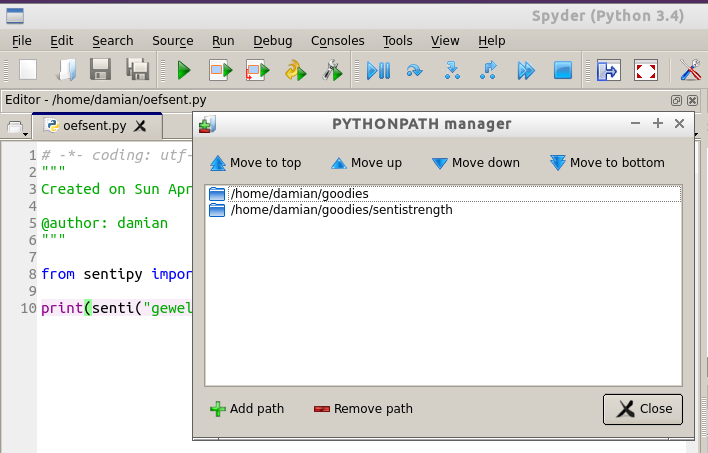 Spyder (Python 3.4)
File Edit Search Source Run Debug Consoles Tools View Help
Editor - /home/damian/oefsent.py
oefsent.py
PYTHONPATH manager
Move to top Move up Move down Move to bottom
/home/damian/goodies
/home/damian/goodies/sentistrength
Add path Remove path Close
1 # -*- coding: utf-
2 """
3 Created on Sun Apr
4
5 @author: damian
6 """
7
8 from sentipy impor
9
10 print(senti("gewel